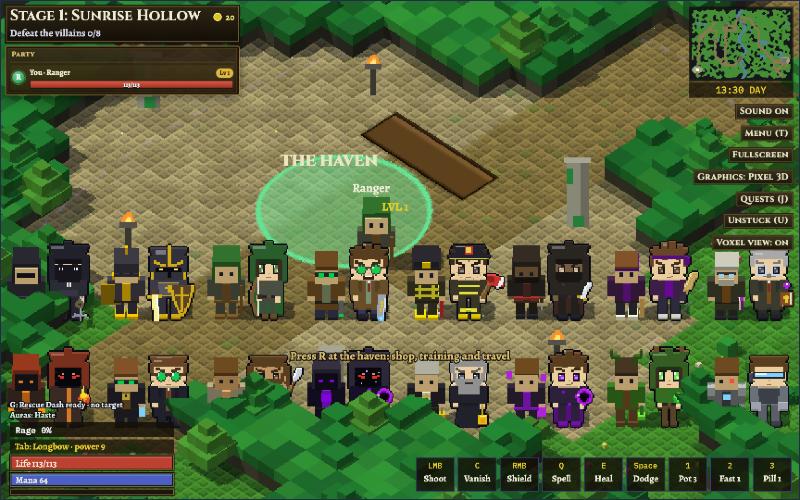 STAGE 1: SUNRISE HOLLOW
20
Defeat the villains 0/8
PARTY
R
You · Ranger
Lv 1
113/113
13:30 DAY
SOUND ON
MENU (T)
FULLSCREEN
GRAPHICS: PIXEL 3D
QUESTS (J)
UNSTUCK (U)
VOXEL VIEW: ON
THE HAVEN
Ranger
LVL 1
Press R at the haven: shop, training and travel
G: Rescue Dash ready · no target
Auras: Haste
Rage 0%
Tab: Longbow · power 9
Life 113/113
Mana 64
LMB
Shoot
C
Vanish
RMB
Shield
Q
Spell
E
Heal
Space
Dodge
1
Pot 3
2
Fast 1
3
Pill 1